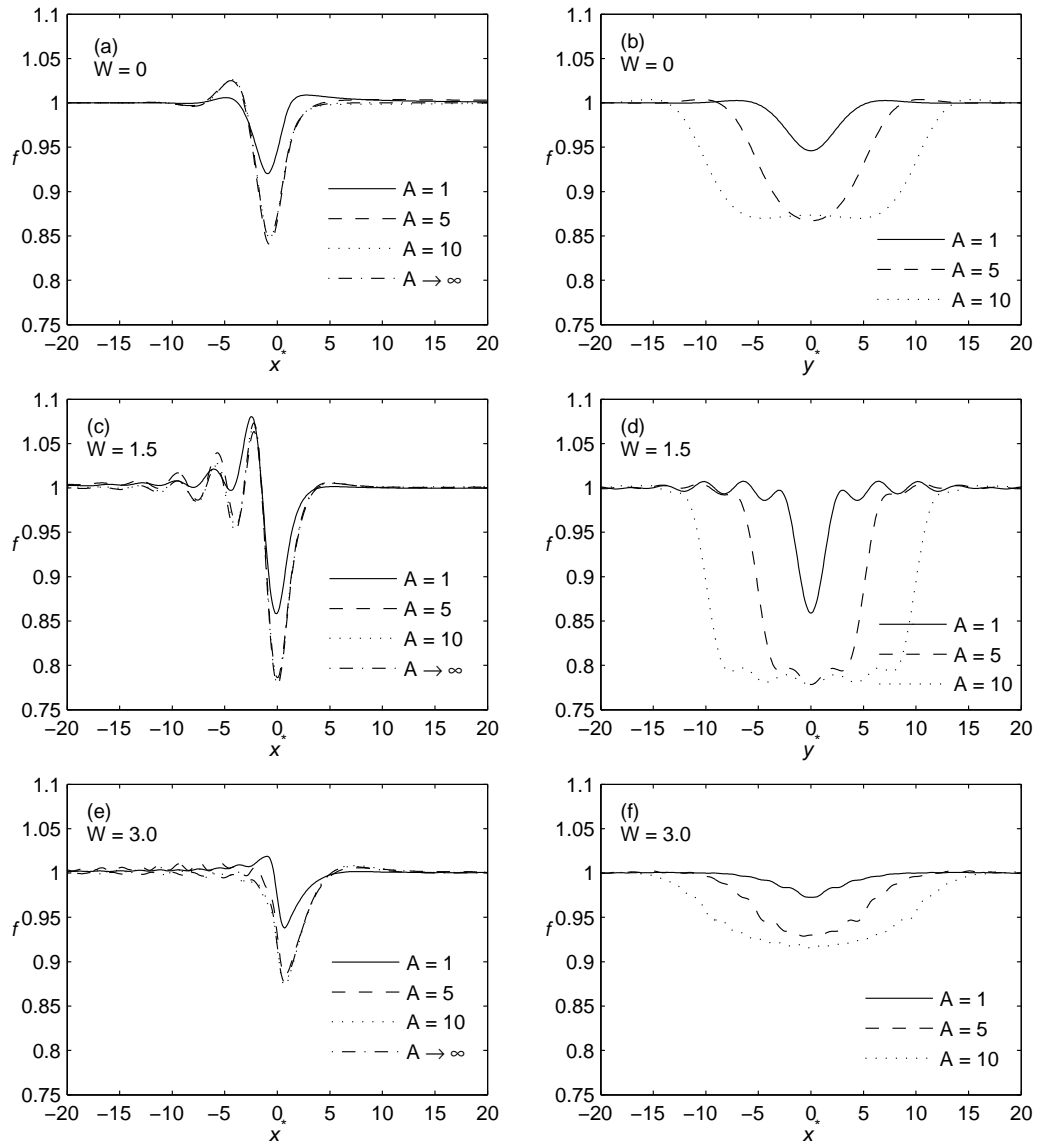 1.1
1.05
1
0.95
0.9
0.85
0.8
0.75
f
(a)
W = 0
A = 1
A = 5
A = 10
A → ∞
−20 −15 −10 −5 0 5 10 15 20
x*
1.1
1.05
1
0.95
0.9
0.85
0.8
0.75
f
(b)
W = 0
A = 1
A = 5
A = 10
−20 −15 −10 −5 0 5 10 15 20
y*
1.1
1.05
1
0.95
0.9
0.85
0.8
0.75
f
(c)
W = 1.5
A = 1
A = 5
A = 10
A → ∞
−20 −15 −10 −5 0 5 10 15 20
x*
1.1
1.05
1
0.95
0.9
0.85
0.8
0.75
f
(d)
W = 1.5
A = 1
A = 5
A = 10
−20 −15 −10 −5 0 5 10 15 20
y*
1.1
1.05
1
0.95
0.9
0.85
0.8
0.75
f
(e)
W = 3.0
A = 1
A = 5
A = 10
A → ∞
−20 −15 −10 −5 0 5 10 15 20
x*
1.1
1.05
1
0.95
0.9
0.85
0.8
0.75
f
(f)
W = 3.0
A = 1
A = 5
A = 10
−20 −15 −10 −5 0 5 10 15 20
x*